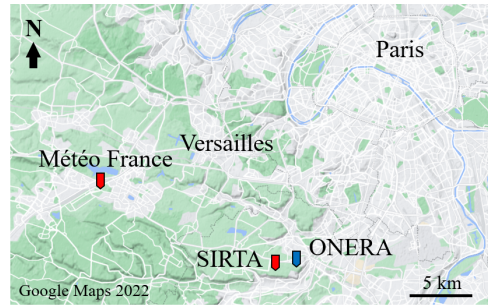 N
Paris
Versailles
Météo France
SIRTA
ONERA
Google Maps 2022
5 km